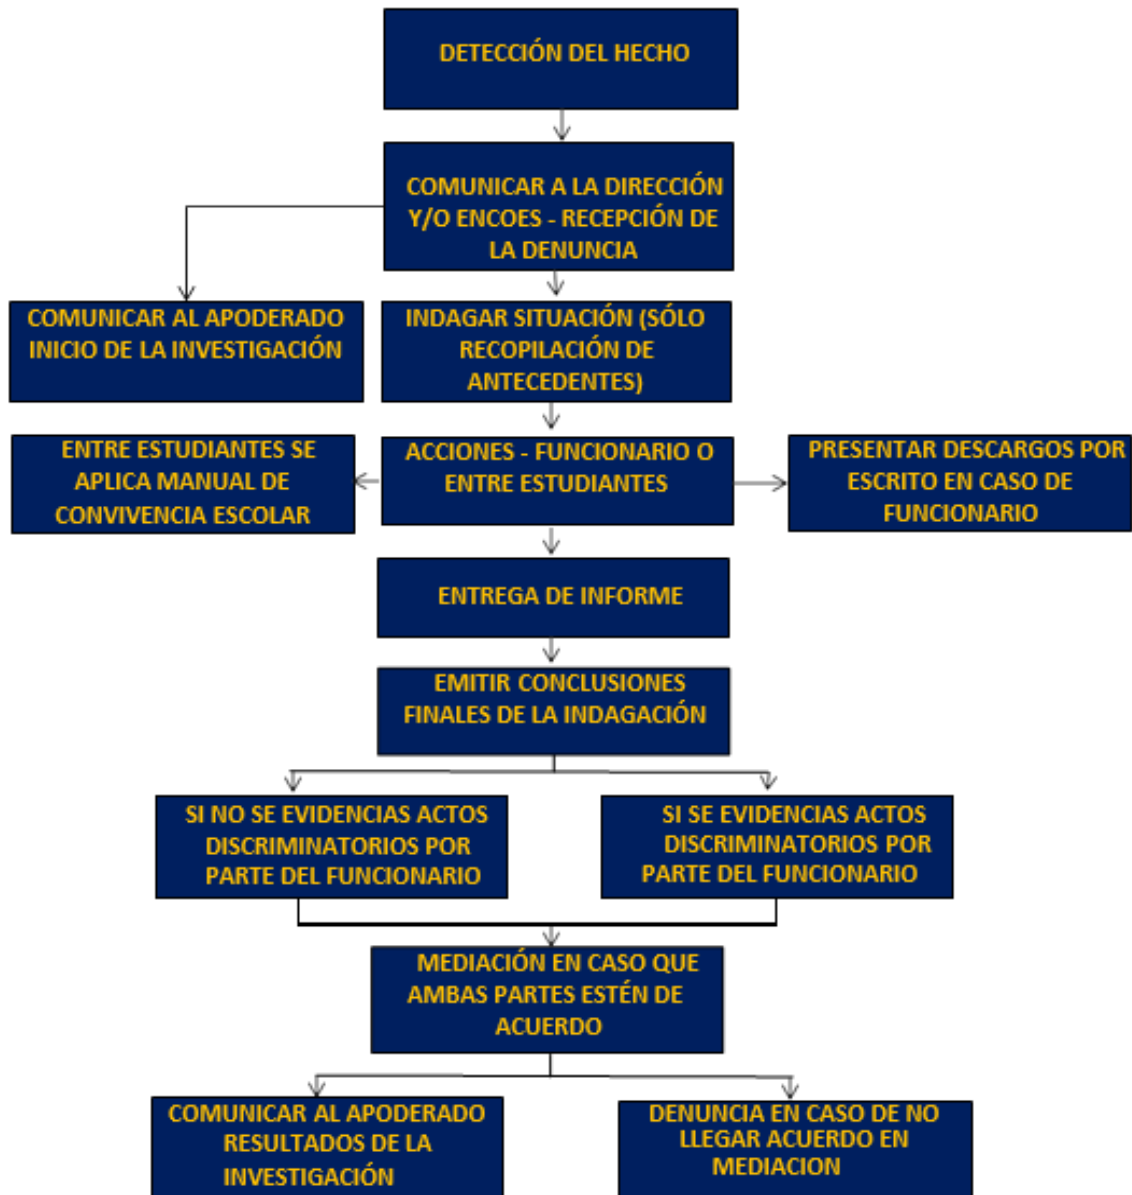 DETECCIÓN DEL HECHO
COMUNICAR A LA DIRECCIÓN
Y/O ENCOES - RECEPCIÓN DE
LA DENUNCIA
COMUNICAR AL APODERADO
INICIO DE LA INVESTIGACIÓN
INDAGAR SITUACIÓN (SÓLO
RECOPILACIÓN DE
ANTECEDENTES)
ENTRE ESTUDIANTES SE
APLICA MANUAL DE
CONVIVENCIA ESCOLAR
ACCIONES - FUNCIONARIO O
ENTRE ESTUDIANTES
PRESENTAR DESCARGOS POR
ESCRITO EN CASO DE
FUNCIONARIO
ENTREGA DE INFORME
EMITIR CONCLUSIONES
FINALES DE LA INDAGACIÓN
SI NO SE EVIDENCIAS ACTOS
DISCRIMINATORIOS POR
PARTE DEL FUNCIONARIO
SI SE EVIDENCIAS ACTOS
DISCRIMINATORIOS POR
PARTE DEL FUNCIONARIO
MEDIACIÓN EN CASO QUE
AMBAS PARTES ESTÉN DE
ACUERDO
COMUNICAR AL APODERADO
RESULTADOS DE LA
INVESTIGACIÓN
DENUNCIA EN CASO DE NO
LLEGAR ACUERDO EN
MEDIACION